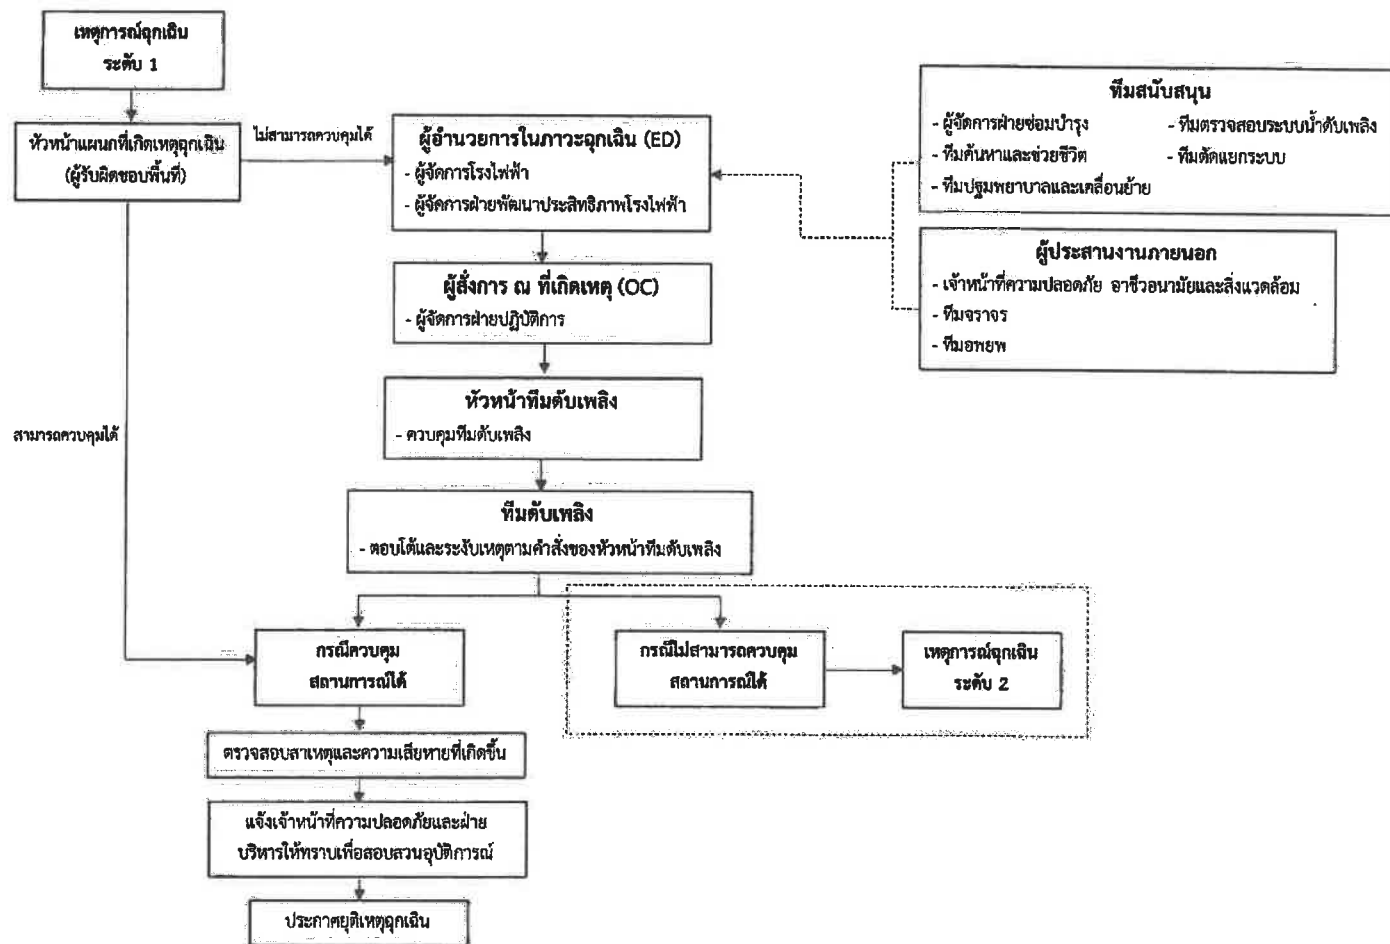 เหตุการณ์ฉุกเฉิน
ระดับ 1
หัวหน้าแผนกที่เกิดเหตุฉุกเฉิน
(ผู้รับผิดชอบพื้นที่)
ไม่สามารถควบคุมได้
ผู้อำนวยการในภาวะฉุกเฉิน (ED)
- ผู้จัดการโรงไฟฟ้า
- ผู้จัดการฝ่ายพัฒนาประสิทธิภาพโรงไฟฟ้า
ทีมสนับสนุน
- ผู้จัดการฝ่ายซ่อมบำรุง
- ทีมตรวจสอบระบบน้ำดับเพลิง
- ทีมค้นหาและช่วยชีวิต
- ทีมตัดแยกระบบ
- ทีมปฐมพยาบาลและเคลื่อนย้าย
ผู้ประสานงานภายนอก
- เจ้าหน้าที่ความปลอดภัย อาชีวอนามัยและสิ่งแวดล้อม
- ทีมจราจร
- ทีมอพยพ
ผู้สั่งการ ณ ที่เกิดเหตุ (OC)
- ผู้จัดการฝ่ายปฏิบัติการ
หัวหน้าทีมดับเพลิง
- ควบคุมทีมดับเพลิง
สามารถควบคุมได้
ทีมดับเพลิง
- ตอบโต้และระงับเหตุตามคำสั่งของหัวหน้าทีมดับเพลิง
กรณีควบคุม
สถานการณ์ได้
กรณีไม่สามารถควบคุม
สถานการณ์ได้
เหตุการณ์ฉุกเฉิน
ระดับ 2
ตรวจสอบสาเหตุและความเสียหายที่เกิดขึ้น
แจ้งเจ้าหน้าที่ความปลอดภัยและฝ่าย
บริหารให้ทราบเพื่อสอบสวนอุบัติการณ์
ประกาศยุติเหตุฉุกเฉิน